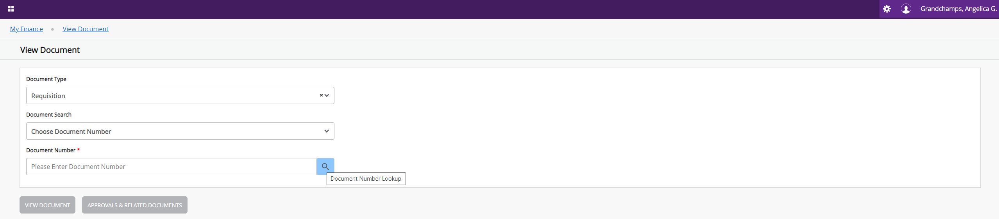 Grandchamps, Angelica G.
My Finance • View Document
View Document
Document Type
Requisition
Document Search
Choose Document Number
Document Number *
Please Enter Document Number
Document Number Lookup
VIEW DOCUMENT APPROVALS & RELATED DOCUMENTS